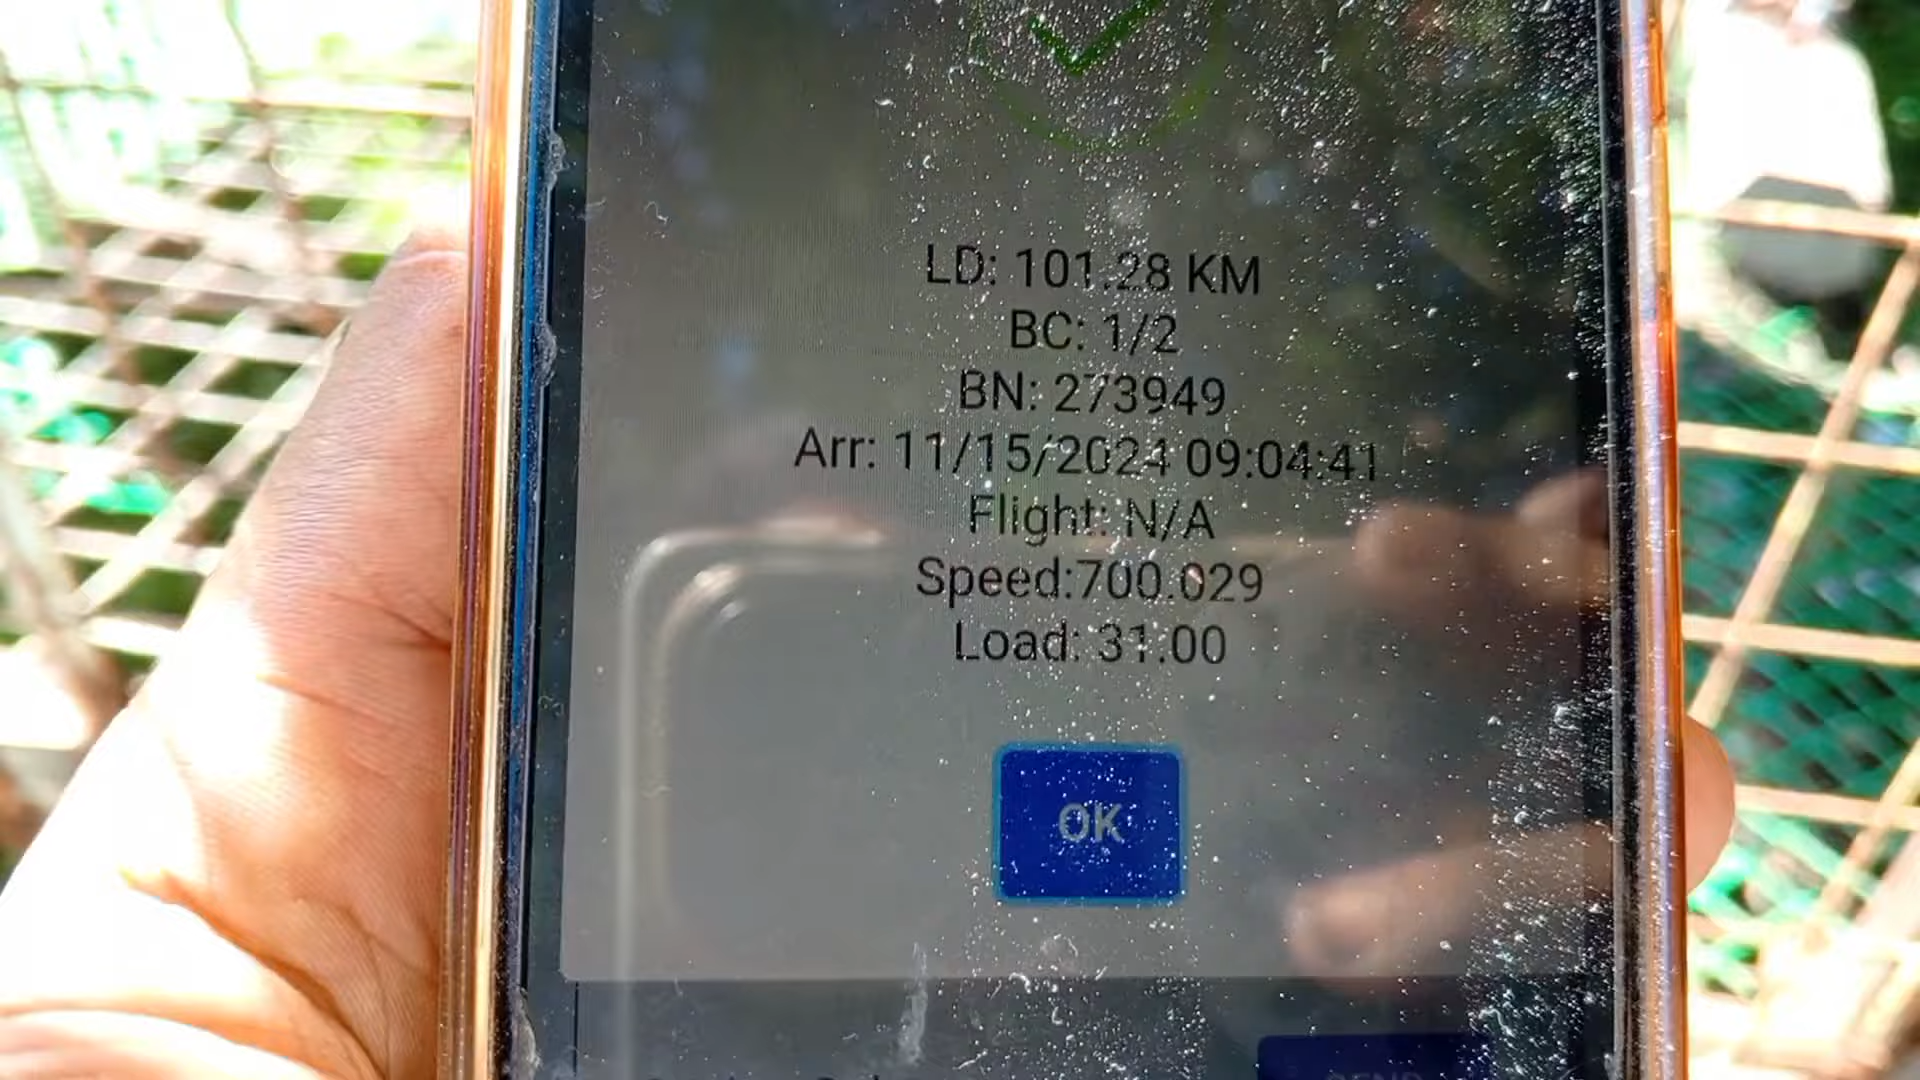 LD: 101.28 KM
BC: 1/2
BN: 273949
Arr: 11/15/2024 09:04:41
Flight: N/A
Speed:700.029
Load: 31.00
OK